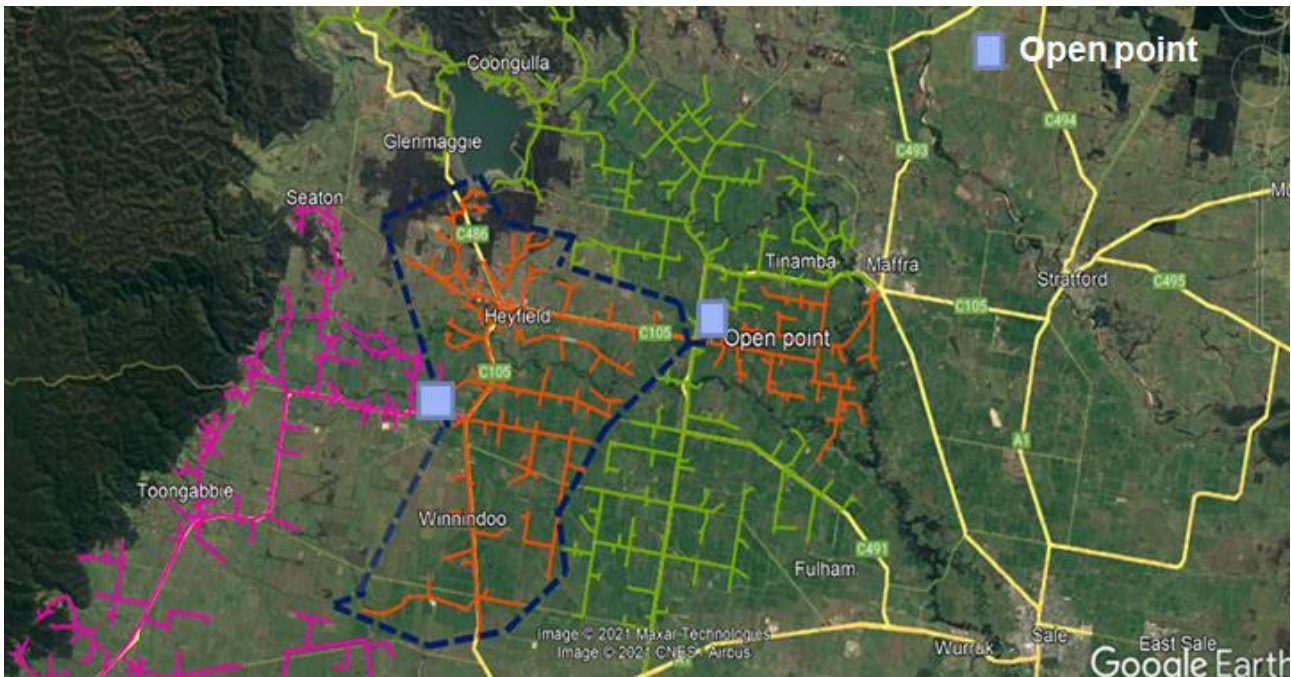 Open point
Coongulla
C494
C493
Glenmaggie
Seaton
C486
Tinamba
Maffra
Stratford
C495
C105
Heyfield
C105
Open point
C105
A1
Toongabbie
Winnindoo
C491
Fulham
Image © 2021 Maxar Technologies
Image © 2021 CNES / Airbus
Wurruk
Sale
East Sale
Google Earth